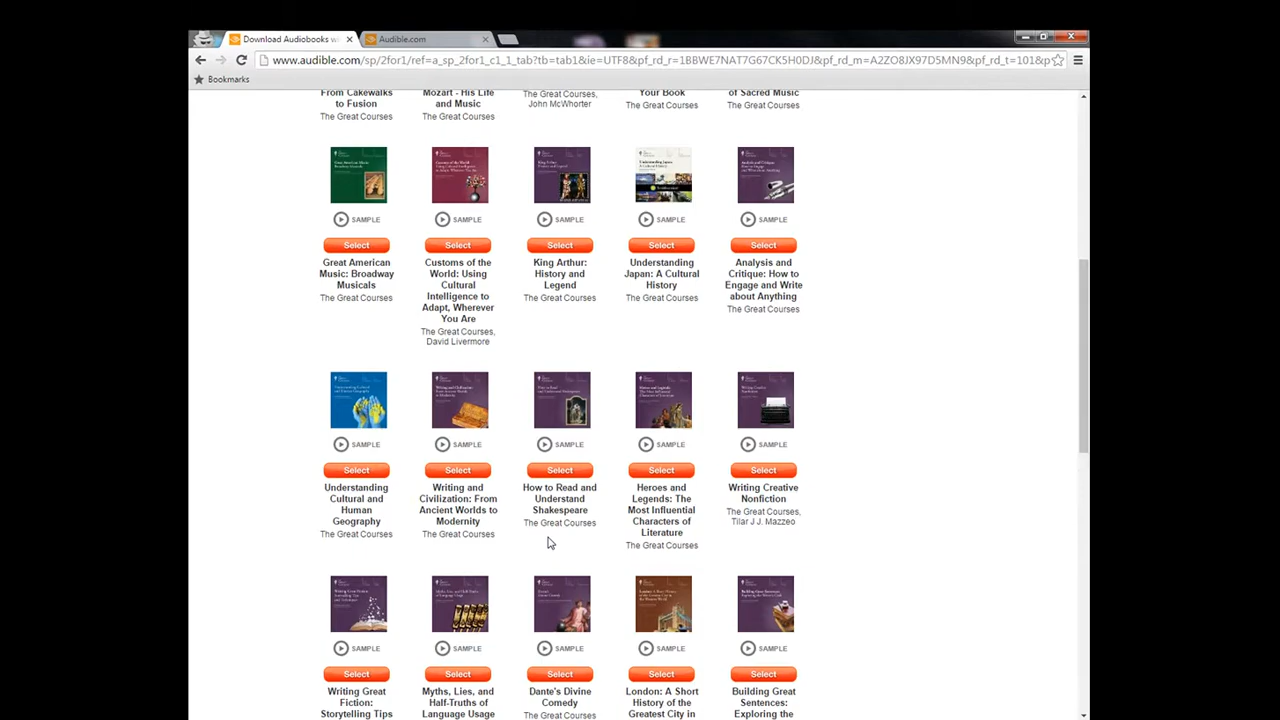 Download Audiobooks w
Audible.com
www.audible.com/sp/2for1/ref=a_sp_2for1_c1_1_tab?tb=tab1&ie=UTF8&pf_rd_r=1BBWE7NAT7G67CK5H0DJ&pf_rd_m=A2ZO8JX97D5MN9&pf_rd_t=101&p
Bookmarks
From Cakewalks
to Fusion
The Great Courses
Mozart - His Life
and Music
The Great Courses
The Great Courses,
John McWhorter
Your Book
The Great Courses
of Sacred Music
The Great Courses
SAMPLE
SAMPLE
SAMPLE
SAMPLE
SAMPLE
Select
Select
Select
Select
Select
Great American
Music: Broadway
Musicals
The Great Courses
Customs of the
World: Using
Cultural
Intelligence to
Adapt, Wherever
You Are
The Great Courses,
David Livermore
King Arthur:
History and
Legend
The Great Courses
Understanding
Japan: A Cultural
History
The Great Courses
Analysis and
Critique: How to
Engage and Write
about Anything
The Great Courses
SAMPLE
SAMPLE
SAMPLE
SAMPLE
SAMPLE
Select
Select
Select
Select
Select
Understanding
Cultural and
Human
Geography
The Great Courses
Writing and
Civilization: From
Ancient Worlds to
Modernity
The Great Courses
How to Read and
Understand
Shakespeare
The Great Courses
Heroes and
Legends: The
Most Influential
Characters of
Literature
The Great Courses
Writing Creative
Nonfiction
The Great Courses,
Tilar J J. Mazzeo
SAMPLE
SAMPLE
SAMPLE
SAMPLE
SAMPLE
Select
Select
Select
Select
Select
Writing Great
Fiction:
Storytelling Tips
Myths, Lies, and
Half-Truths of
Language Usage
Dante's Divine
Comedy
The Great Courses
London: A Short
History of the
Greatest City in
Building Great
Sentences:
Exploring the